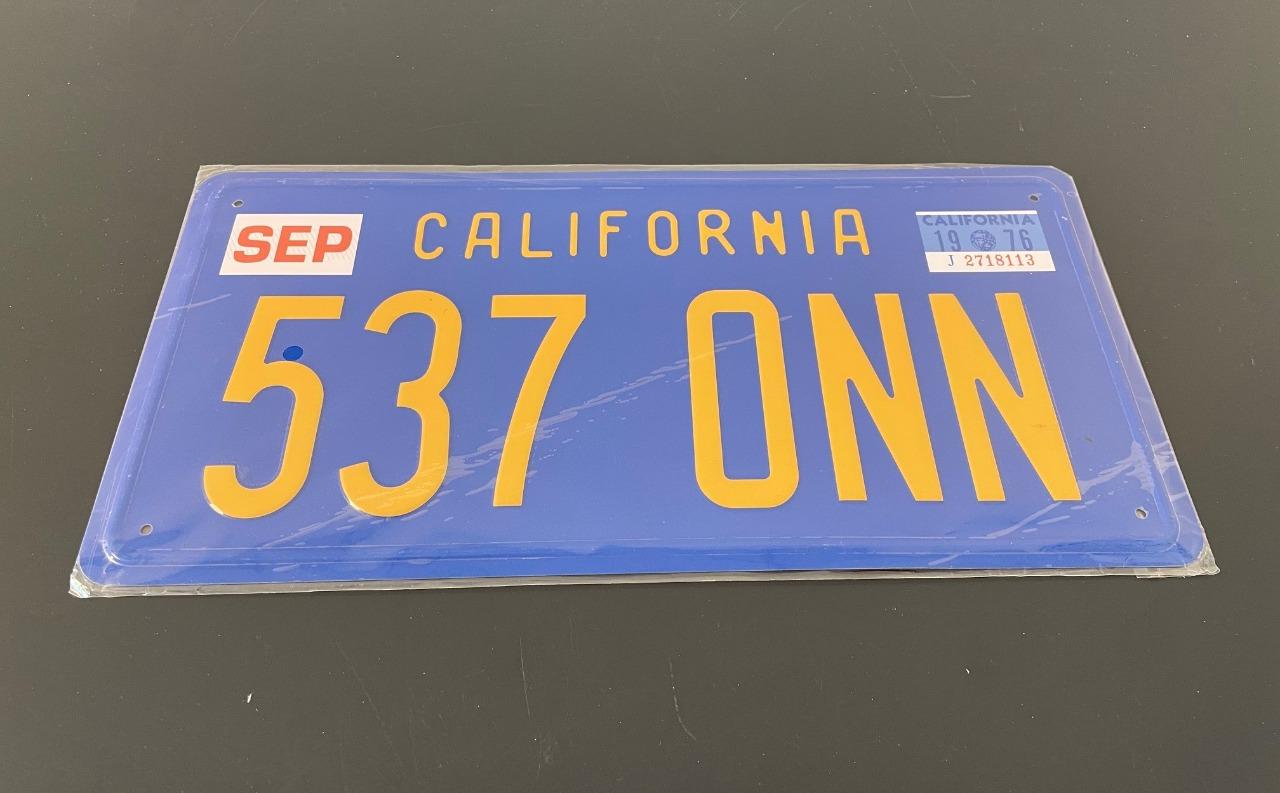 SEP
CALIFORNIA
CALIFORNIA
19 76
J 2718113
537 ONN